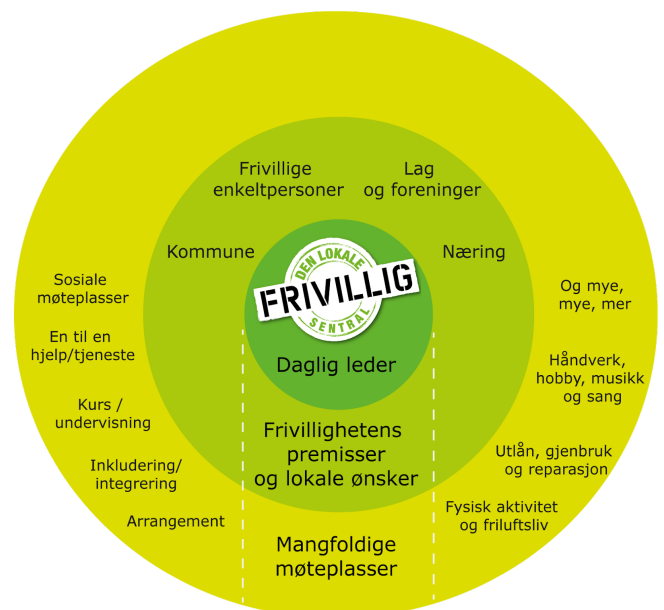 Frivillige
enkeltpersoner
Lag
og foreninger
Kommune
Næring
DEN LOKALE
FRIVILLIG
SENTRAL
Daglig leder
Frivillighetens
premisser
og lokale ønsker
Mangfoldige
møteplasser
Sosiale
møteplasser
En til en
hjelp/tjeneste
Kurs /
undervisning
Inkludering/
integrering
Arrangement
Og mye,
mye, mer
Håndverk,
hobby, musikk
og sang
Utlån, gjenbruk
og reparasjon
Fysisk aktivitet
og friluftsliv